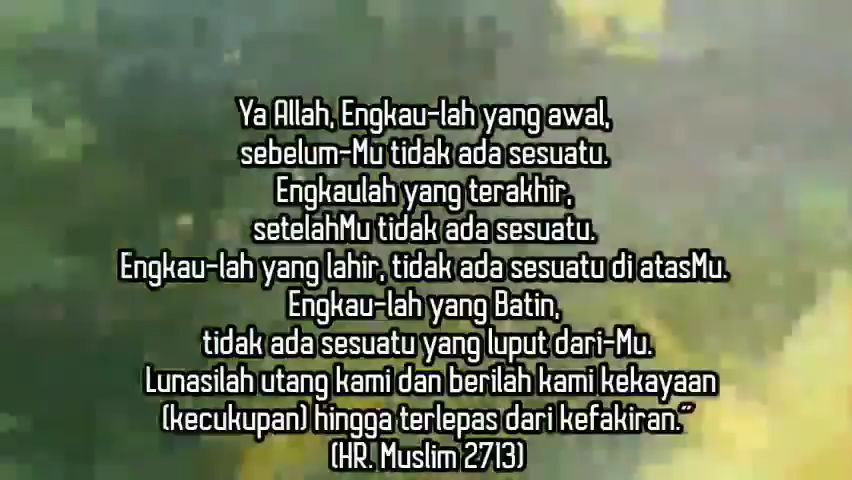 Ya Allah, Engkau-lah yang awal,
sebelum-Mu tidak ada sesuatu.
Engkaulah yang terakhir,
setelahMu tidak ada sesuatu.
Engkau-lah yang lahir, tidak ada sesuatu di atasMu.
Engkau-lah yang Batin,
tidak ada sesuatu yang luput dari-Mu.
Lunasilah utang kami dan berilah kami kekayaan
(kecukupan) hingga terlepas dari kefakiran.”
(HR. Muslim 2713)